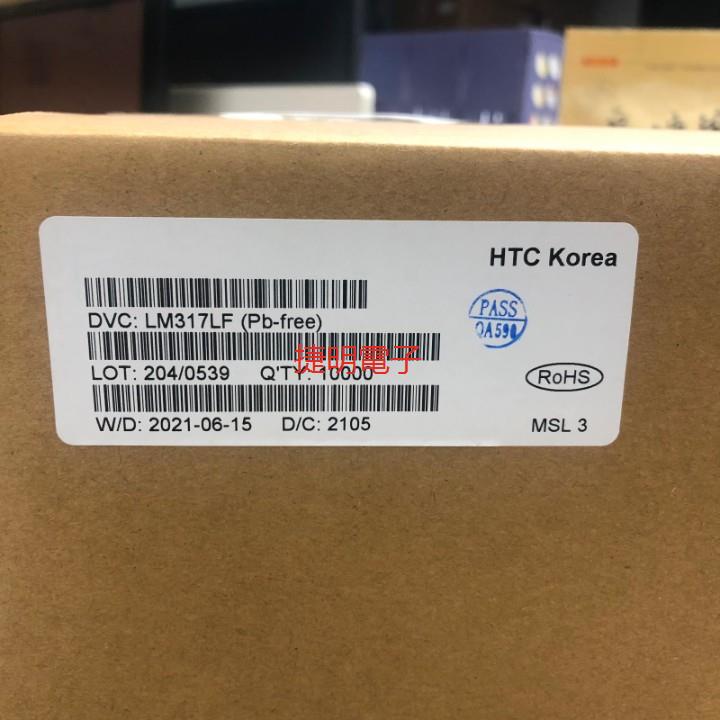 HTC Korea
DVC: LM317LF (Pb-free)
PASS
QA590
LOT: 204/0539 Q'TY: 10000
捷明電子
RoHS
W/D: 2021-06-15 D/C: 2105
MSL 3